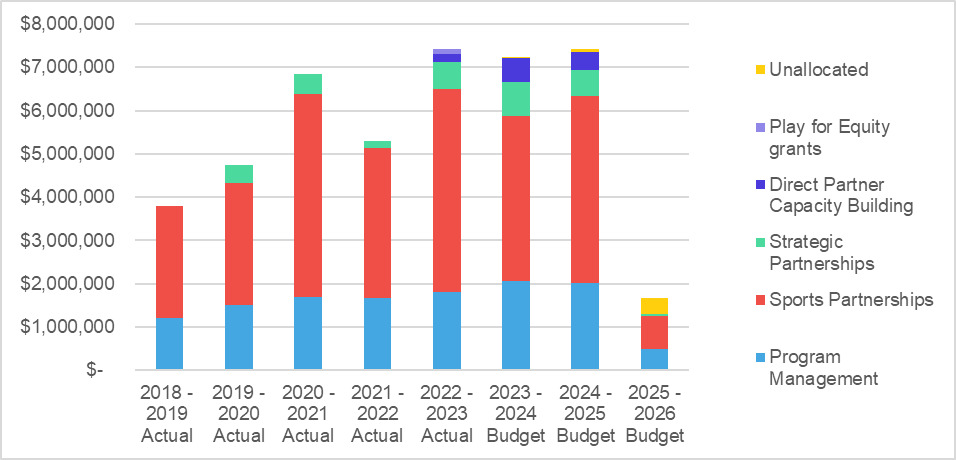 $8,000,000
$7,000,000
$6,000,000
$5,000,000
$4,000,000
$3,000,000
$2,000,000
$1,000,000
$-
2018 -
2019
Actual
2019 -
2020
Actual
2020 -
2021
Actual
2021 -
2022
Actual
2022 -
2023
Actual
2023 -
2024
Budget
2024 -
2025
Budget
2025 -
2026
Budget
Unallocated
Play for Equity
grants
Direct Partner
Capacity Building
Strategic
Partnerships
Sports Partnerships
Program
Management